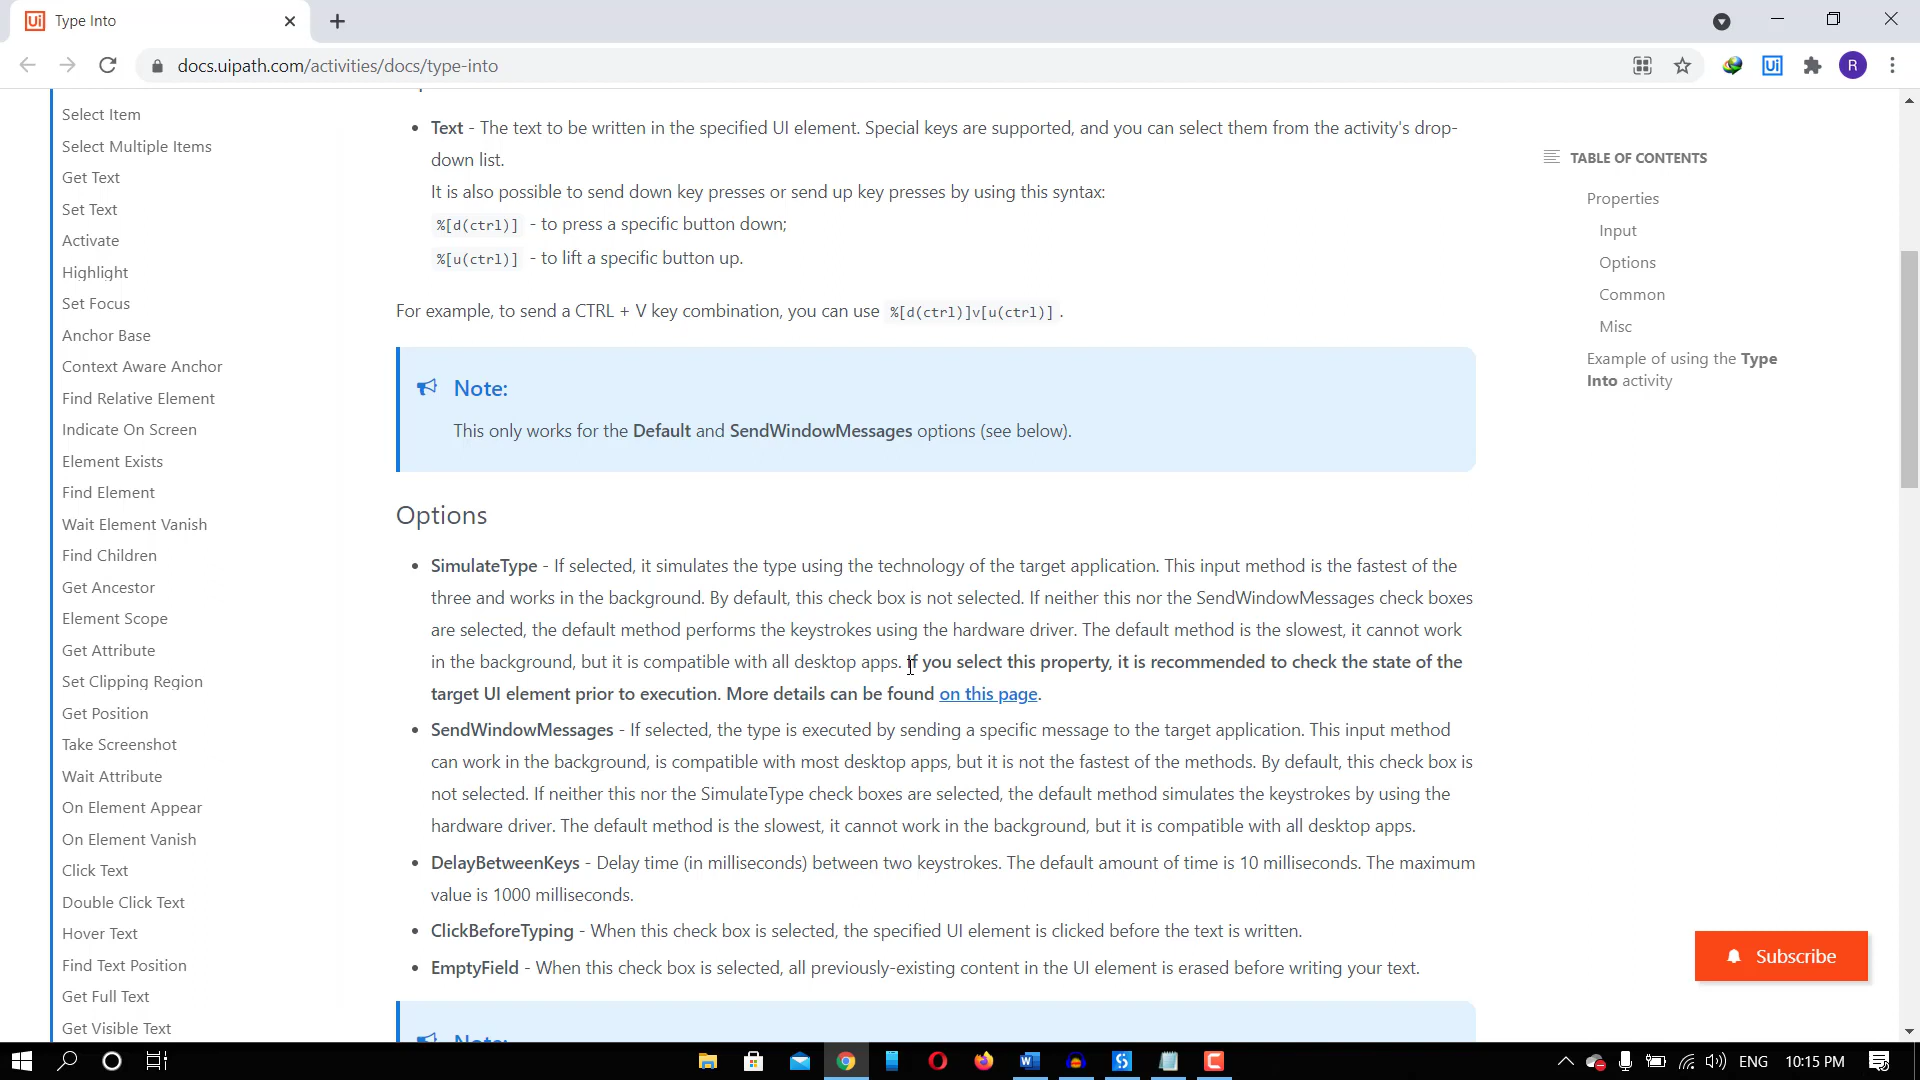 Type Into
docs.uipath.com/activities/docs/type-into
R
Select Item
Select Multiple Items
Get Text
Set Text
Activate
Highlight
Set Focus
Anchor Base
Context Aware Anchor
Find Relative Element
Indicate On Screen
Element Exists
Find Element
Wait Element Vanish
Find Children
Get Ancestor
Element Scope
Get Attribute
Set Clipping Region
Get Position
Take Screenshot
Wait Attribute
On Element Appear
On Element Vanish
Click Text
Double Click Text
Hover Text
Find Text Position
Get Full Text
Get Visible Text
• Text - The text to be written in the specified UI element. Special keys are supported, and you can select them from the activity's drop-
down list.
It is also possible to send down key presses or send up key presses by using this syntax:
%[d(ctrl)] - to press a specific button down;
%[u(ctrl)] - to lift a specific button up.
For example, to send a CTRL + V key combination, you can use %[d(ctrl)]v[u(ctrl)] .
Note:
This only works for the Default and SendWindowMessages options (see below).
Options
• SimulateType - If selected, it simulates the type using the technology of the target application. This input method is the fastest of the
three and works in the background. By default, this check box is not selected. If neither this nor the SendWindowMessages check boxes
are selected, the default method performs the keystrokes using the hardware driver. The default method is the slowest, it cannot work
in the background, but it is compatible with all desktop apps. If you select this property, it is recommended to check the state of the
target UI element prior to execution. More details can be found on this page.
• SendWindowMessages - If selected, the type is executed by sending a specific message to the target application. This input method
can work in the background, is compatible with most desktop apps, but it is not the fastest of the methods. By default, this check box is
not selected. If neither this nor the SimulateType check boxes are selected, the default method simulates the keystrokes by using the
hardware driver. The default method is the slowest, it cannot work in the background, but it is compatible with all desktop apps.
• DelayBetweenKeys - Delay time (in milliseconds) between two keystrokes. The default amount of time is 10 milliseconds. The maximum
value is 1000 milliseconds.
• ClickBeforeTyping - When this check box is selected, the specified UI element is clicked before the text is written.
• EmptyField - When this check box is selected, all previously-existing content in the UI element is erased before writing your text.
Note:
TABLE OF CONTENTS
Properties
Input
Options
Common
Misc
Example of using the Type
Into activity
Subscribe
ENG
10:15 PM